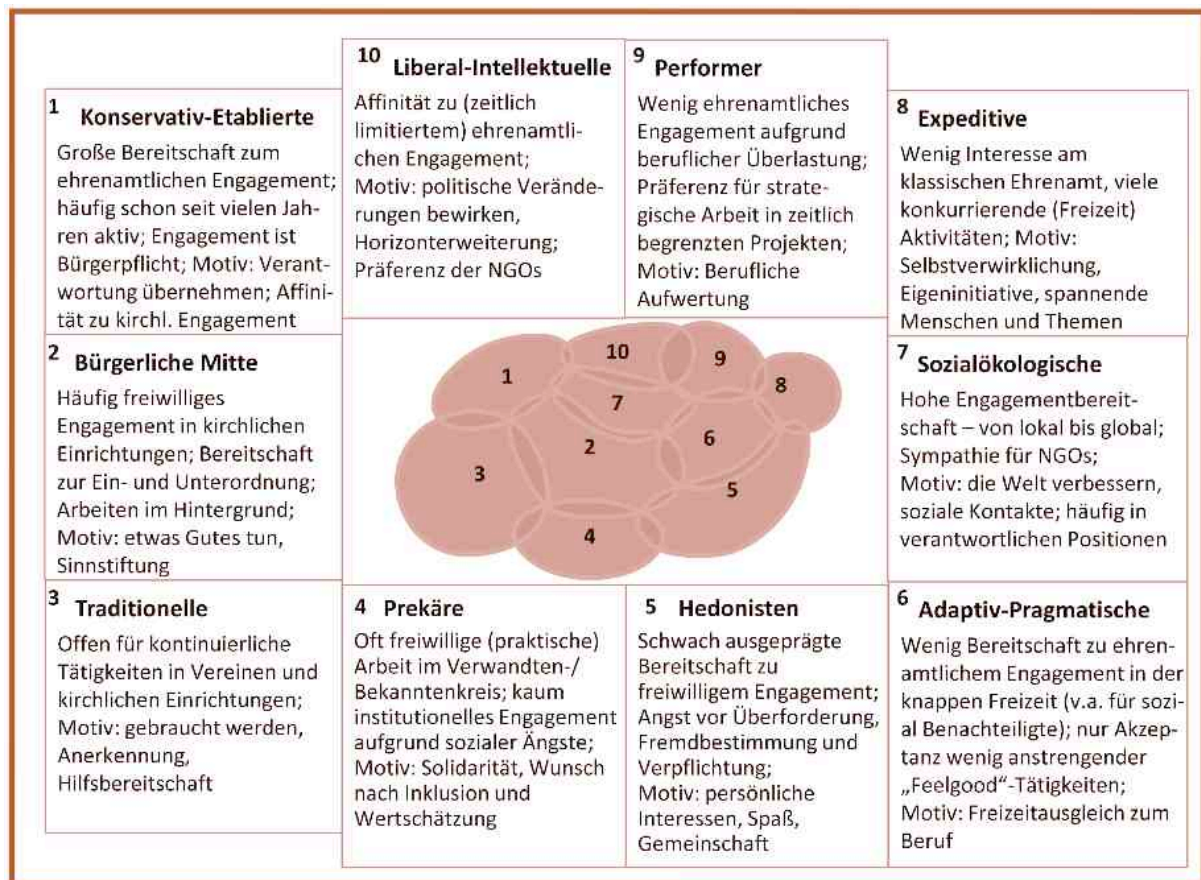 1 Konservativ-Etablierte
Große Bereitschaft zum
ehrenamtlichen Engagement;
häufig schon seit vielen Jah-
ren aktiv; Engagement ist
Bürgerpflicht; Motiv: Verant-
wortung übernehmen; Affini-
tät zu kirchl. Engagement
10 Liberal-Intellektuelle
Affinität zu (zeitlich
limitiertem) ehrenamtli-
chen Engagement;
Motiv: politische Verände-
rungen bewirken,
Horizonterweiterung;
Präferenz der NGOs
9 Performer
Wenig ehrenamtliches
Engagement aufgrund
beruflicher Überlastung;
Präferenz für strate-
gische Arbeit in zeitlich
begrenzten Projekten;
Motiv: Berufliche
Aufwertung
8 Expeditive
Wenig Interesse am
klassischen Ehrenamt, viele
konkurrierende (Freizeit)
Aktivitäten; Motiv:
Selbstverwirklichung,
Eigeninitiative, spannende
Menschen und Themen
2 Bürgerliche Mitte
Häufig freiwilliges
Engagement in kirchlichen
Einrichtungen; Bereitschaft
zur Ein- und Unterordnung;
Arbeiten im Hintergrund;
Motiv: etwas Gutes tun,
Sinnstiftung
10
9
1
8
7
6
2
3
5
4
7 Sozialökologische
Hohe Engagementbereit-
schaft – von lokal bis global;
Sympathie für NGOs;
Motiv: die Welt verbessern,
soziale Kontakte; häufig in
verantwortlichen Positionen
3 Traditionelle
Offen für kontinuierliche
Tätigkeiten in Vereinen und
kirchlichen Einrichtungen;
Motiv: gebraucht werden,
Anerkennung,
Hilfsbereitschaft
4 Prekäre
Oft freiwillige (praktische)
Arbeit im Verwandten-/
Bekanntenkreis; kaum
institutionelles Engagement
aufgrund sozialer Ängste;
Motiv: Solidarität, Wunsch
nach Inklusion und
Wertschätzung
5 Hedonisten
Schwach ausgeprägte
Bereitschaft zu
freiwilligem Engagement;
Angst vor Überforderung,
Fremdbestimmung und
Verpflichtung;
Motiv: persönliche
Interessen, Spaß,
Gemeinschaft
6 Adaptiv-Pragmatische
Wenig Bereitschaft zu ehren-
amtlichem Engagement in der
knappen Freizeit (v.a. für sozi-
al Benachteiligte); nur Akzep-
tanz wenig anstrengender
„Feelgood“-Tätigkeiten;
Motiv: Freizeitausgleich zum
Beruf